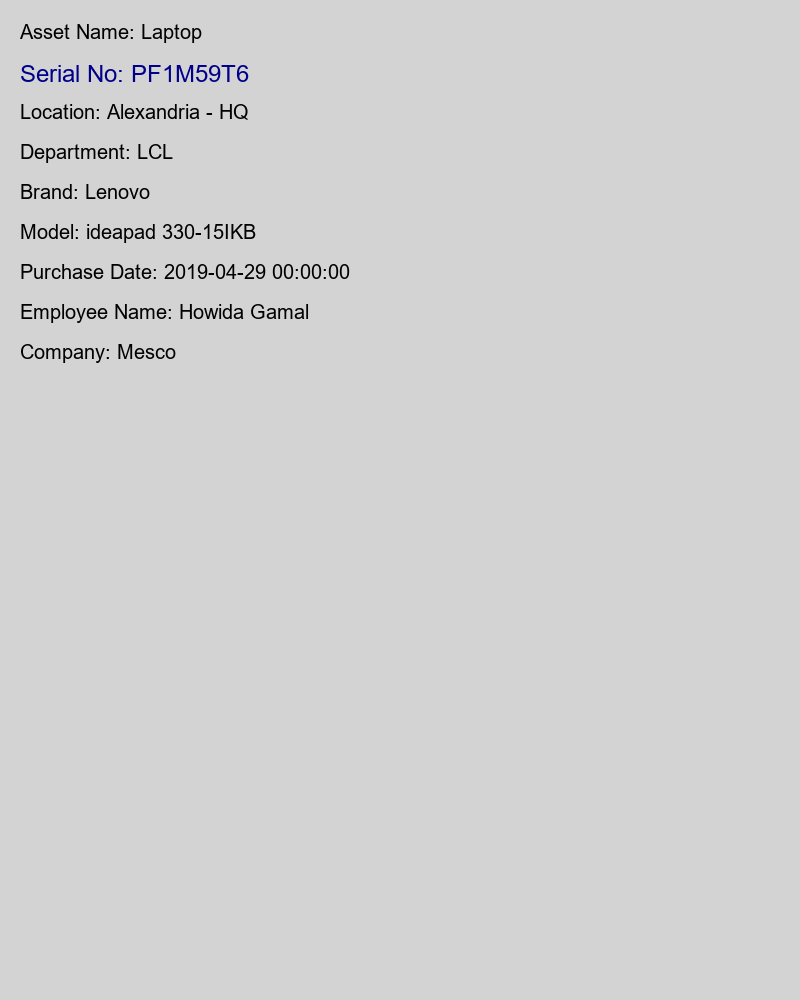 Asset Name: Laptop
Serial No: PF1M59T6
Location: Alexandria - HQ
Department: LCL
Brand: Lenovo
Model: ideapad 330-15IKB
Purchase Date: 2019-04-29 00:00:00
Employee Name: Howida Gamal
Company: Mesco